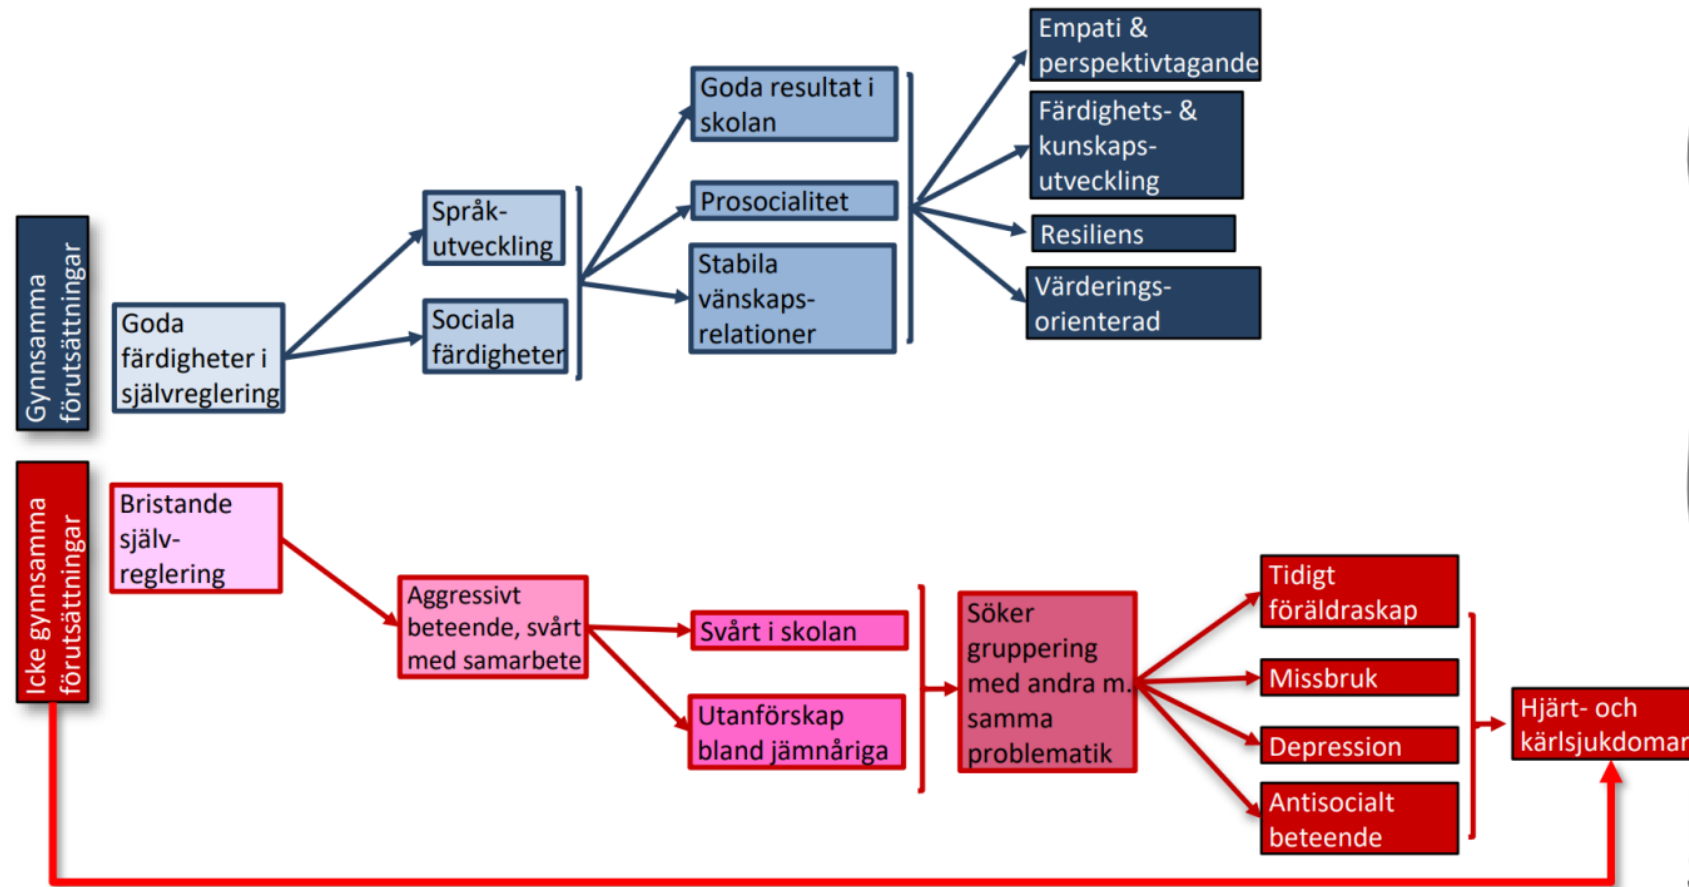 Gynnsamma
förutsättningar
Goda
färdigheter i
självreglering
Språk-
utveckling
Sociala
färdigheter
Goda resultat i
skolan
Prosocialitet
Stabila
vänskaps-
relationer
Empati &
perspektivtagande
Färdighets- &
kunskaps-
utveckling
Resiliens
Värderings-
orienterad
Icke gynnsamma
förutsättningar
Bristande
själv-
reglering
Aggressivt
beteende, svårt
med samarbete
Svårt i skolan
Utanförskap
bland jämnåriga
Söker
gruppering
med andra m.
samma
problematik
Tidigt
föräldraskap
Missbruk
Depression
Antisocialt
beteende
Hjärt- och
kärlsjukdomar